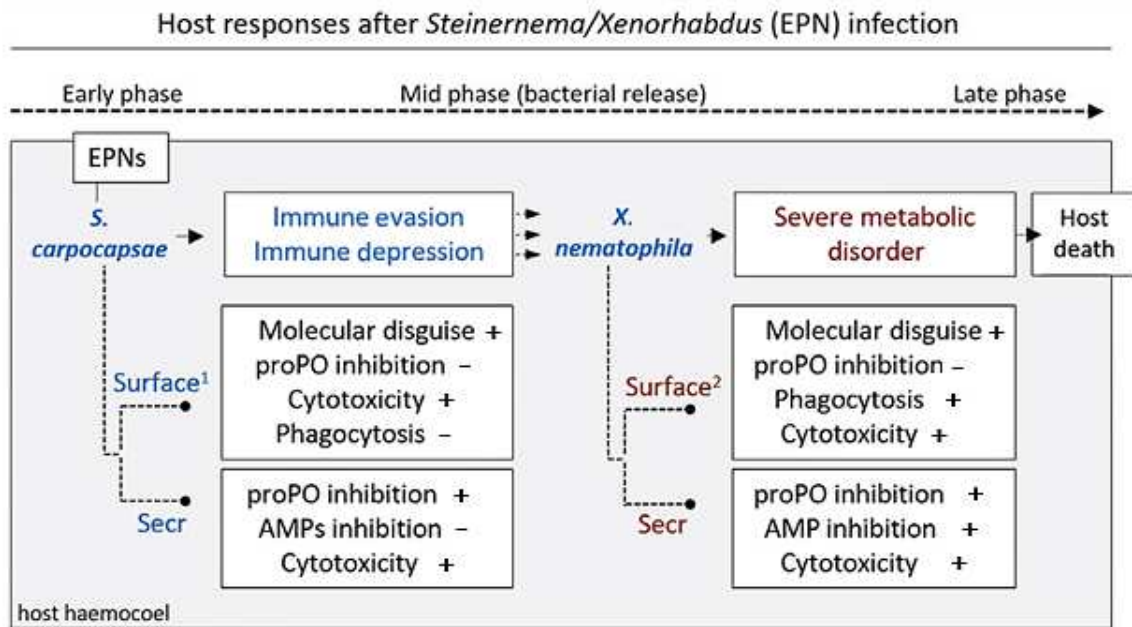 Host responses after Steinernema/Xenorhabdus (EPN) infection
Early phase
Mid phase (bacterial release)
Late phase
EPNs
S.
carpocapsae
Immune evasion
Immune depression
X.
nematophila
Severe metabolic
disorder
Host
death
Surface¹
Molecular disguise +
proPO inhibition –
Cytotoxicity +
Phagocytosis –
Secr
proPO inhibition +
AMPs inhibition –
Cytotoxicity +
Surface²
Molecular disguise +
proPO inhibition –
Phagocytosis +
Cytotoxicity +
Secr
proPO inhibition +
AMP inhibition +
Cytotoxicity +
host haemocoel